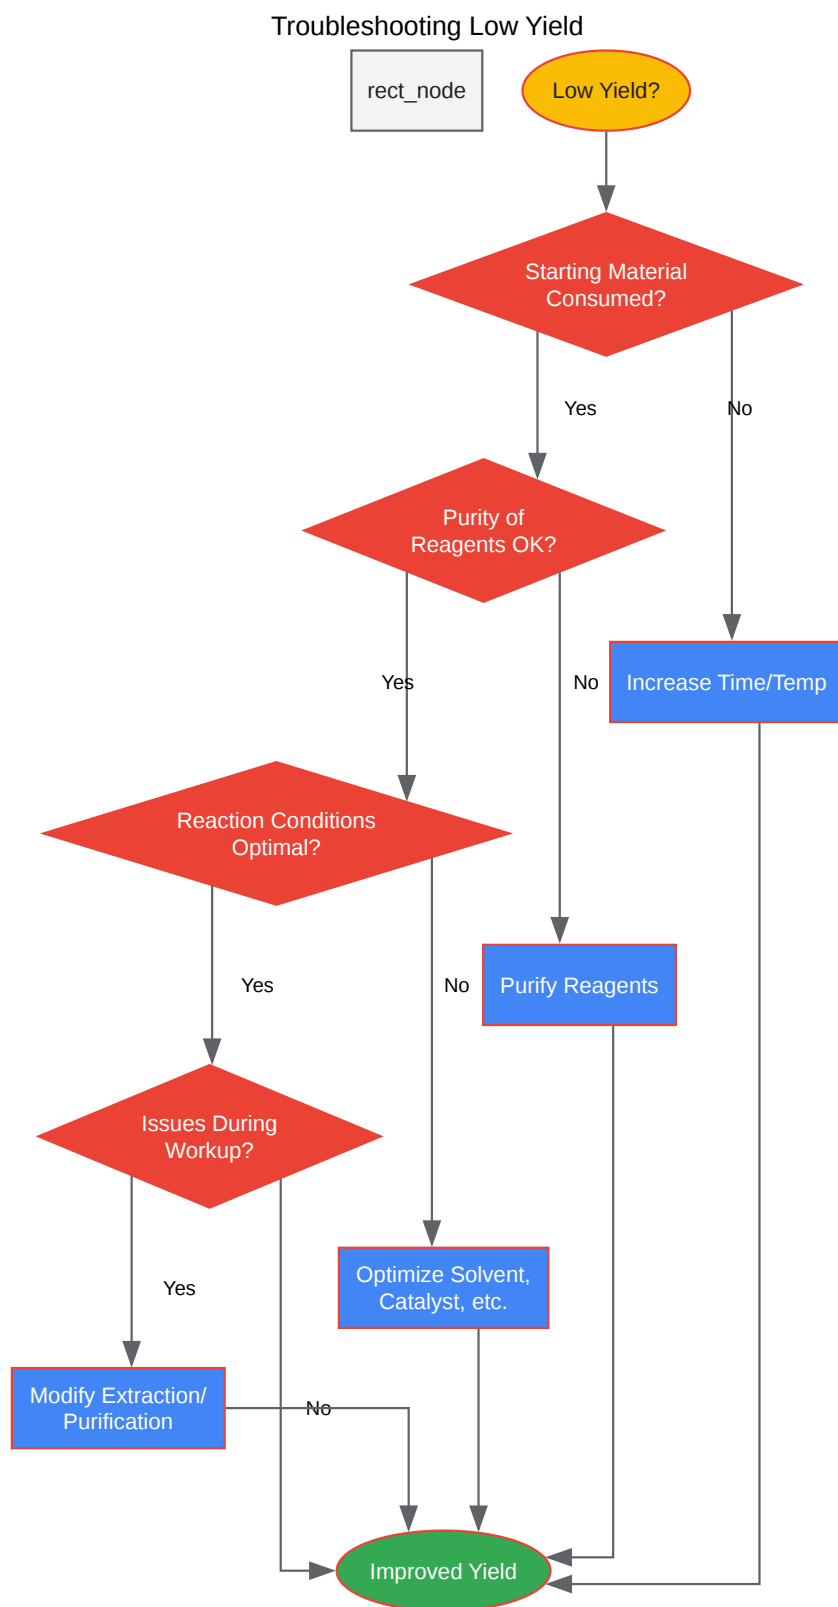 Troubleshooting Low Yield
rect_node
Low Yield?
Starting Material
Consumed?
Yes
No
Purity of
Reagents OK?
Yes
No
Increase Time/Temp
Reaction Conditions
Optimal?
Yes
No
Purify Reagents
Issues During
Workup?
Yes
Optimize Solvent,
Catalyst, etc.
Modify Extraction/
Purification
No
Improved Yield